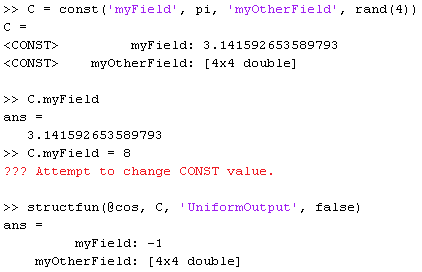 >> C = const('myField', pi, 'myOtherField', rand(4))
C =
<CONST> myField: 3.141592653589793
<CONST> myOtherField: [4x4 double]
>> C.myField
ans =
3.141592653589793
>> C.myField = 8
??? Attempt to change CONST value.
>> structfun(@cos, C, 'UniformOutput', false)
ans =
myField: -1
myOtherField: [4x4 double]